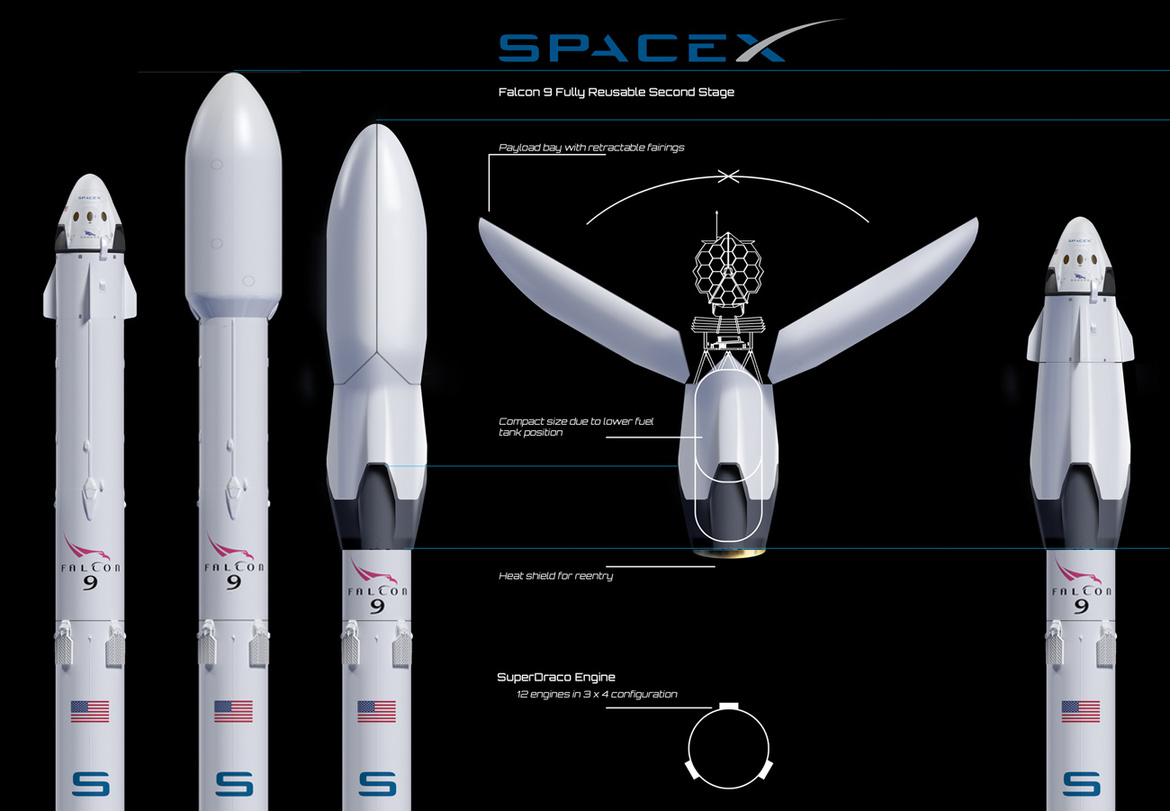 SPACEX
Falcon 9 Fully Reusable Second Stage
Payload bay with retractable fairings
SPACEX
SPACEX
Compact size due to lower fuel
tank position
FALCON
9
FALCON
9
FALCON
9
FALCON
9
Heat shield for reentry
SuperDraco Engine
12 engines in 3 x 4 configuration
S
S
S
S